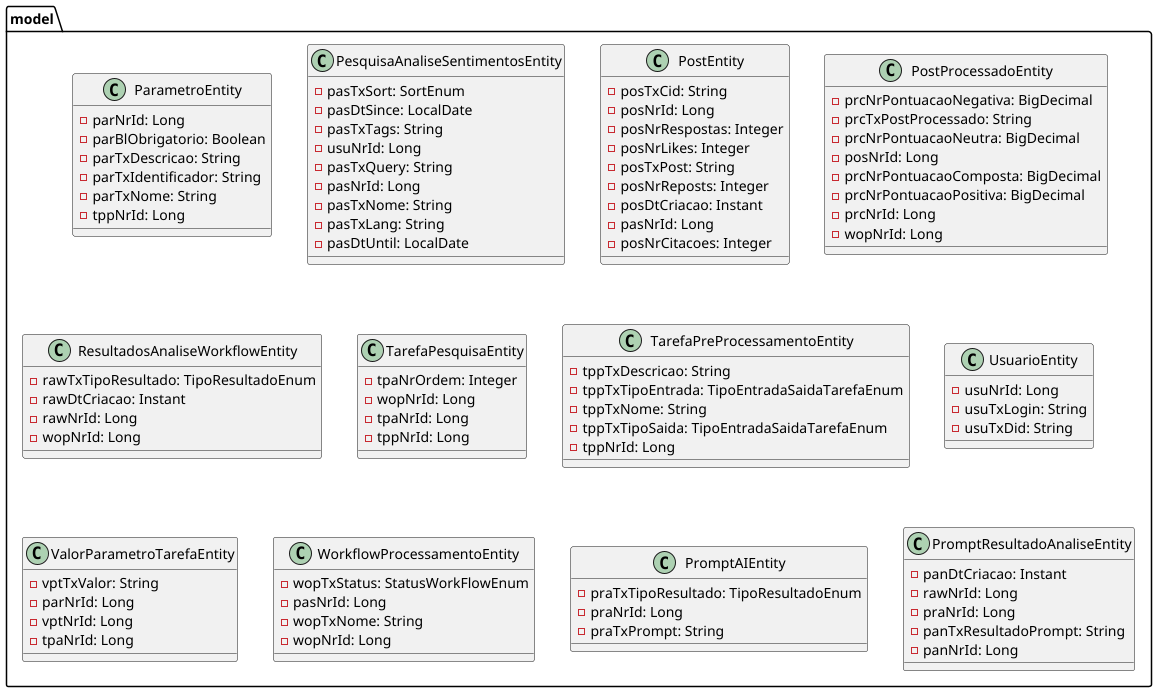 model
C ParametroEntity
parNrId: Long
parBlObrigatorio: Boolean
parTxDescricao: String
parTxIdentificador: String
parTxNome: String
tppNrId: Long
C PesquisaAnaliseSentimentosEntity
pasTxSort: SortEnum
pasDtSince: LocalDate
pasTxTags: String
usuNrId: Long
pasTxQuery: String
pasNrId: Long
pasTxNome: String
pasTxLang: String
pasDtUntil: LocalDate
C PostEntity
posTxCid: String
posNrId: Long
posNrRespostas: Integer
posNrLikes: Integer
posTxPost: String
posNrReposts: Integer
posDtCriacao: Instant
pasNrId: Long
posNrCitacoes: Integer
C PostProcessadoEntity
prcNrPontuacaoNegativa: BigDecimal
prcTxPostProcessado: String
prcNrPontuacaoNeutra: BigDecimal
posNrId: Long
prcNrPontuacaoComposta: BigDecimal
prcNrPontuacaoPositiva: BigDecimal
prcNrId: Long
wopNrId: Long
C ResultadosAnaliseWorkflowEntity
rawTxTipoResultado: TipoResultadoEnum
rawDtCriacao: Instant
rawNrId: Long
wopNrId: Long
C TarefaPesquisaEntity
tpaNrOrdem: Integer
wopNrId: Long
tpaNrId: Long
tppNrId: Long
C TarefaPreProcessamentoEntity
tppTxDescricao: String
tppTxTipoEntrada: TipoEntradaSaidaTarefaEnum
tppTxNome: String
tppTxTipoSaida: TipoEntradaSaidaTarefaEnum
tppNrId: Long
C UsuarioEntity
usuNrId: Long
usuTxLogin: String
usuTxDid: String
C ValorParametroTarefaEntity
vptTxValor: String
parNrId: Long
vptNrId: Long
tpaNrId: Long
C WorkflowProcessamentoEntity
wopTxStatus: StatusWorkFlowEnum
pasNrId: Long
wopTxNome: String
wopNrId: Long
C PromptAIEntity
praTxTipoResultado: TipoResultadoEnum
praNrId: Long
praTxPrompt: String
C PromptResultadoAnaliseEntity
panDtCriacao: Instant
rawNrId: Long
praNrId: Long
panTxResultadoPrompt: String
panNrId: Long